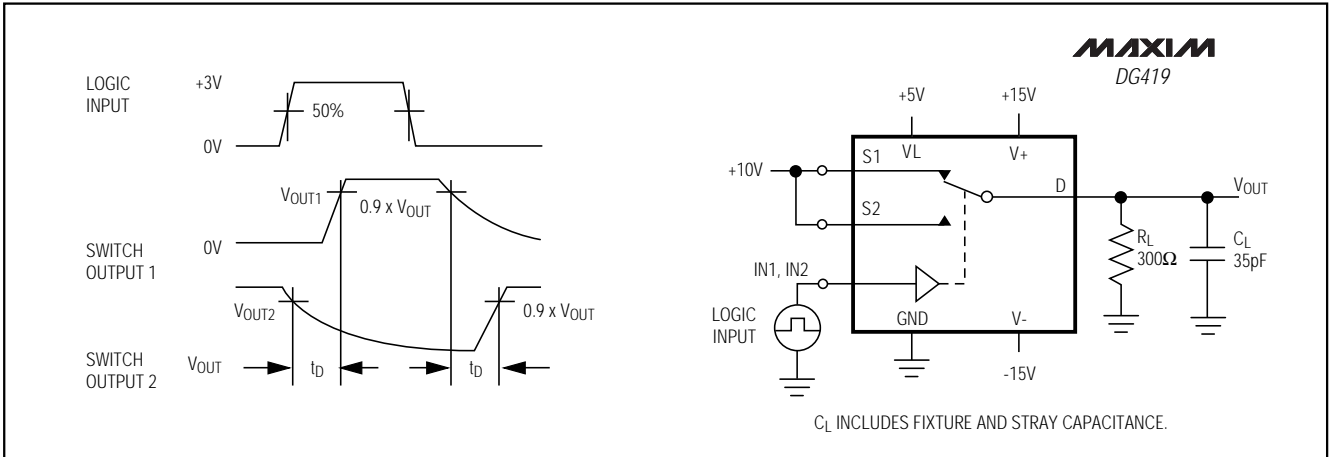 LOGIC
INPUT
+3V
50%
0V
VOUT1
0.9 x VOUT
SWITCH
OUTPUT 1
0V
VOUT2
0.9 x VOUT
SWITCH
OUTPUT 2
VOUT
tD
tD
MAXIM
DG419
+5V
+15V
+10V
S1
VL
V+
D
VOUT
S2
RL
300Ω
CL
35pF
IN1, IN2
LOGIC
INPUT
GND
V-
-15V
CL INCLUDES FIXTURE AND STRAY CAPACITANCE.